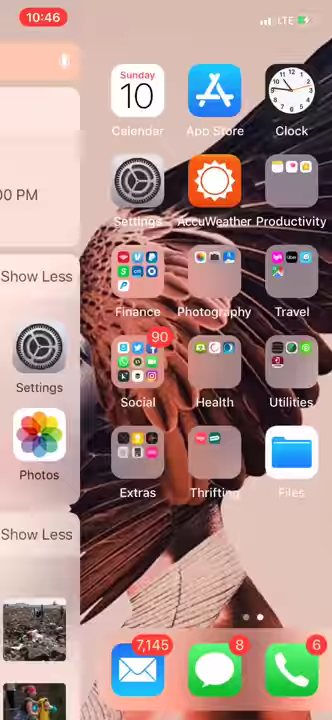 10:46
LTE
Sunday
10
Calendar
App Store
Clock
00 PM
Settings
AccuWeather
Productivity
Show Less
Finance
Photography
Travel
90
Settings
Social
Health
Utilities
Photos
Extras
Thrifting
Files
Show Less
7,145
8
6